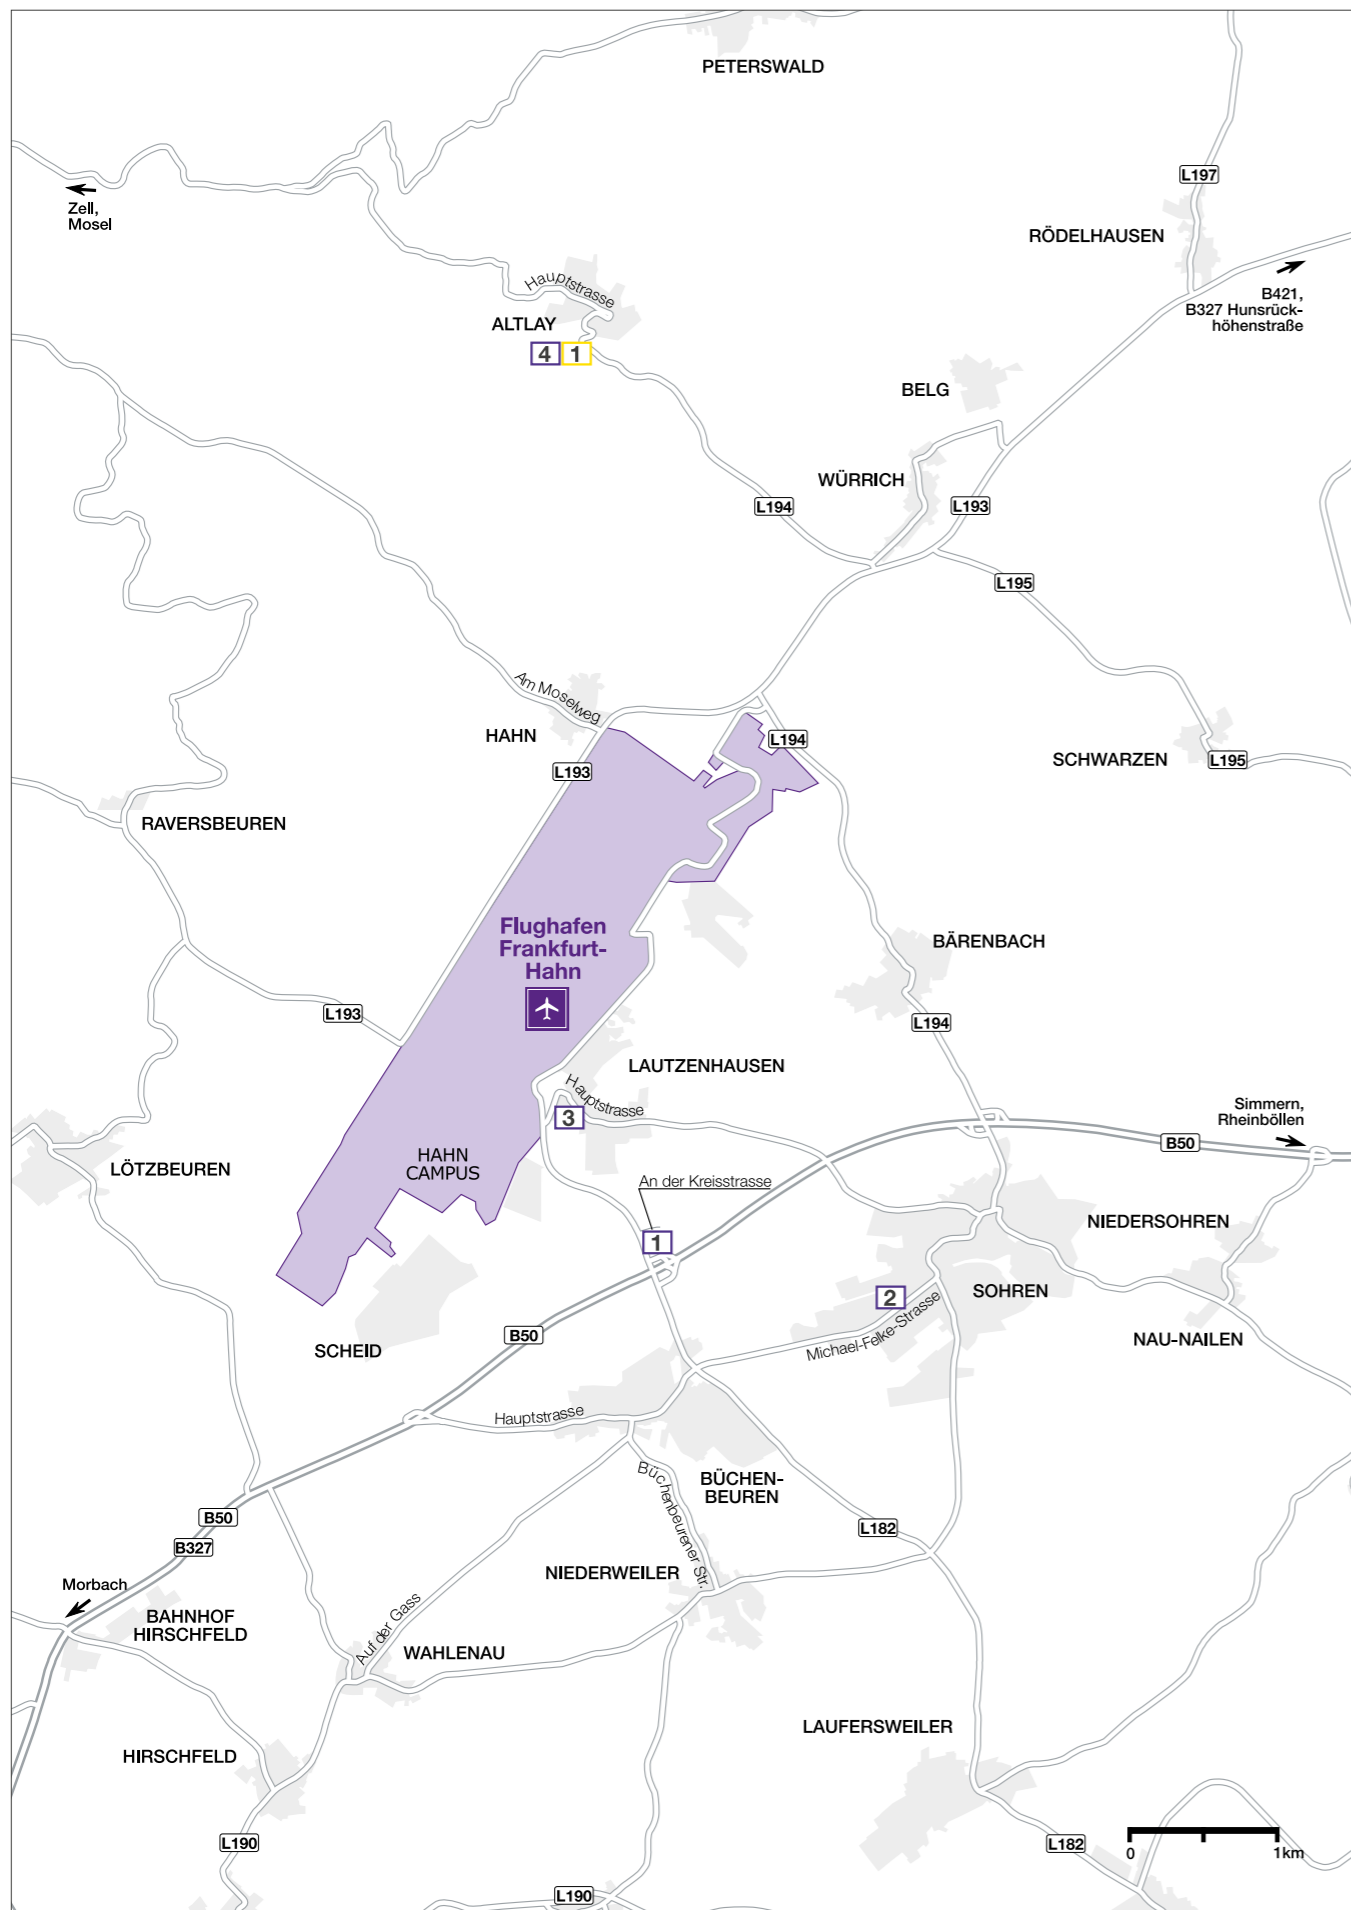 PETERSWALD
L197
Zell,
Mosel
RÖDELHAUSEN
B421,
B327 Hunsrück-
höhenstraße
Hauptstrasse
ALTLAY
4 1
BELG
WÜRRICH
L194
L193
L195
Am Moselweg
HAHN
L194
SCHWARZEN
L195
L193
RAVERSBEUREN
Flughafen
Frankfurt-
Hahn
BÄRENBACH
L193
L194
LAUTZENHAUSEN
Hauptstrasse
3
Simmern,
Rheinböllen
B50
HAHN
CAMPUS
LÖTZBEUREN
An der Kreisstrasse
1
NIEDERSOHREN
2
SOHREN
Michael-Felke-Strasse
B50
SCHEID
NAU-NAILEN
Hauptstrasse
BÜCHEN-
BEUREN
Büchenbeurener Str.
B50
B327
L182
Morbach
NIEDERWEILER
BAHNHOF
HIRSCHFELD
Auf der Gass
WAHLENAU
LAUFERSWEILER
HIRSCHFELD
L190
L182
0 1km
L190